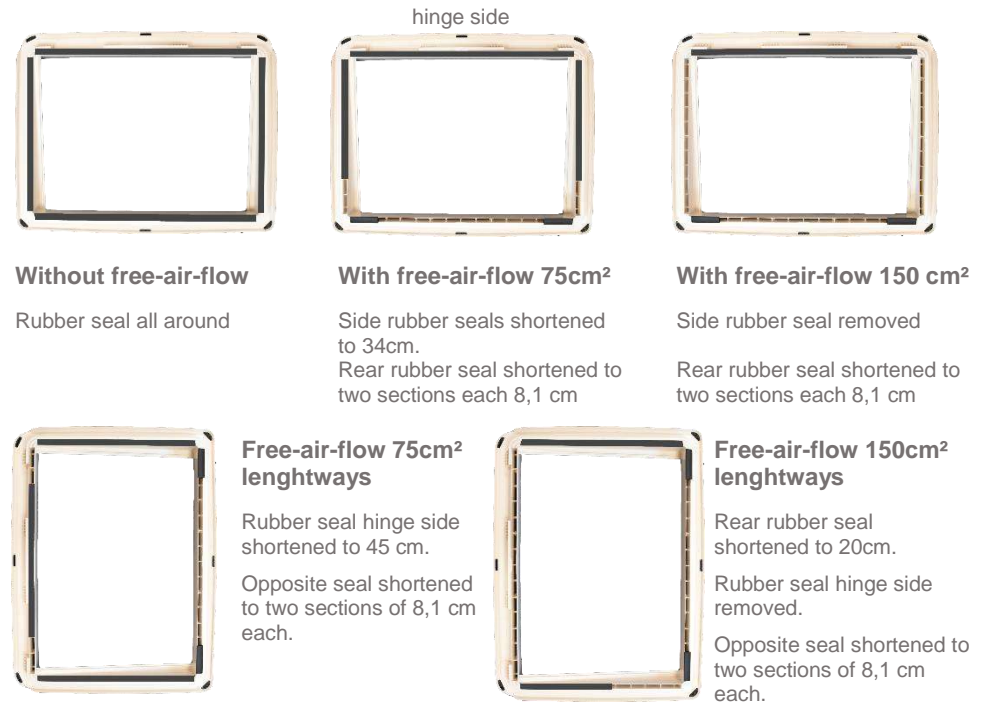 hinge side
Without free-air-flow
Rubber seal all around
With free-air-flow 75cm²
Side rubber seals shortened
to 34cm.
Rear rubber seal shortened to
two sections each 8,1 cm
With free-air-flow 150 cm²
Side rubber seal removed
Rear rubber seal shortened to
two sections each 8,1 cm
Free-air-flow 75cm²
lenghtways
Rubber seal hinge side
shortened to 45 cm.
Opposite seal shortened
to two sections of 8,1 cm
each.
Free-air-flow 150cm²
lenghtways
Rear rubber seal
shortened to 20cm.
Rubber seal hinge side
removed.
Opposite seal shortened to
two sections of 8,1 cm
each.